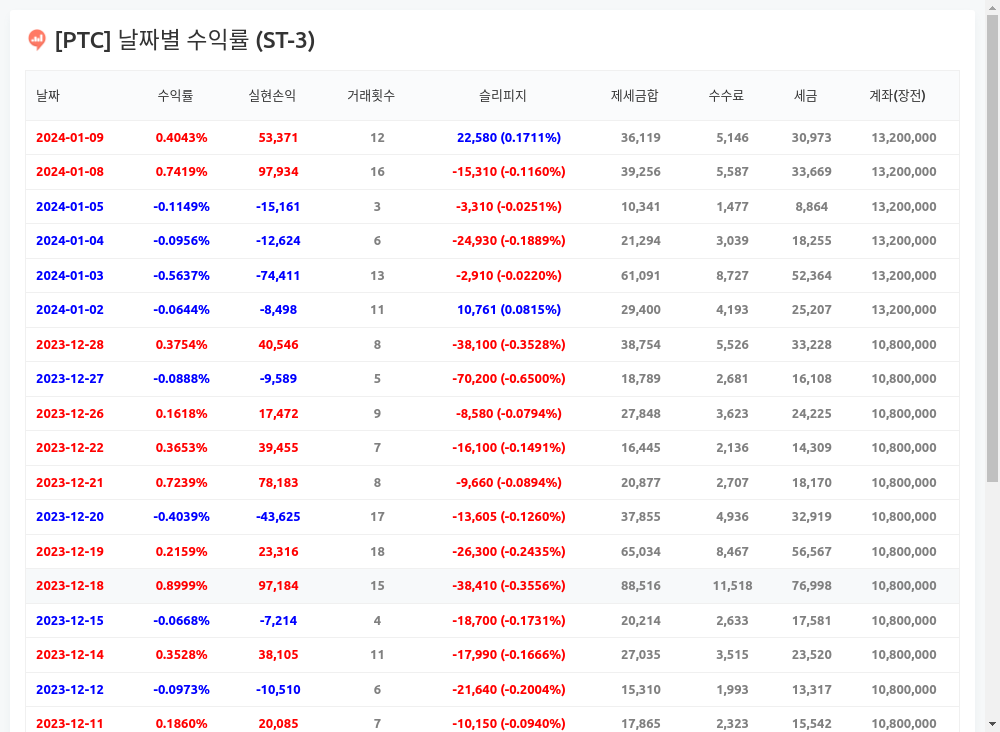 [PTC] 날짜별 수익률 (ST-3)
날짜 수익률 실현손익 거래횟수 슬리피지 제세금합 수수료 세금 계좌(장전)
2024-01-09 0.4043% 53,371 12 22,580 (0.1711%) 36,119 5,146 30,973 13,200,000
2024-01-08 0.7419% 97,934 16 -15,310 (-0.1160%) 39,256 5,587 33,669 13,200,000
2024-01-05 -0.1149% -15,161 3 -3,310 (-0.0251%) 10,341 1,477 8,864 13,200,000
2024-01-04 -0.0956% -12,624 6 -24,930 (-0.1889%) 21,294 3,039 18,255 13,200,000
2024-01-03 -0.5637% -74,411 13 -2,910 (-0.0220%) 61,091 8,727 52,364 13,200,000
2024-01-02 -0.0644% -8,498 11 10,761 (0.0815%) 29,400 4,193 25,207 13,200,000
2023-12-28 0.3754% 40,546 8 -38,100 (-0.3528%) 38,754 5,526 33,228 10,800,000
2023-12-27 -0.0888% -9,589 5 -70,200 (-0.6500%) 18,789 2,681 16,108 10,800,000
2023-12-26 0.1618% 17,472 9 -8,580 (-0.0794%) 27,848 3,623 24,225 10,800,000
2023-12-22 0.3653% 39,455 7 -16,100 (-0.1491%) 16,445 2,136 14,309 10,800,000
2023-12-21 0.7239% 78,183 8 -9,660 (-0.0894%) 20,877 2,707 18,170 10,800,000
2023-12-20 -0.4039% -43,625 17 -13,605 (-0.1260%) 37,855 4,936 32,919 10,800,000
2023-12-19 0.2159% 23,316 18 -26,300 (-0.2435%) 65,034 8,467 56,567 10,800,000
2023-12-18 0.8999% 97,184 15 -38,410 (-0.3556%) 88,516 11,518 76,998 10,800,000
2023-12-15 -0.0668% -7,214 4 -18,700 (-0.1731%) 20,214 2,633 17,581 10,800,000
2023-12-14 0.3528% 38,105 11 -17,990 (-0.1666%) 27,035 3,515 23,520 10,800,000
2023-12-12 -0.0973% -10,510 6 -21,640 (-0.2004%) 15,310 1,993 13,317 10,800,000
2023-12-11 0.1860% 20,085 7 -10,150 (-0.0940%) 17,865 2,323 15,542 10,800,000